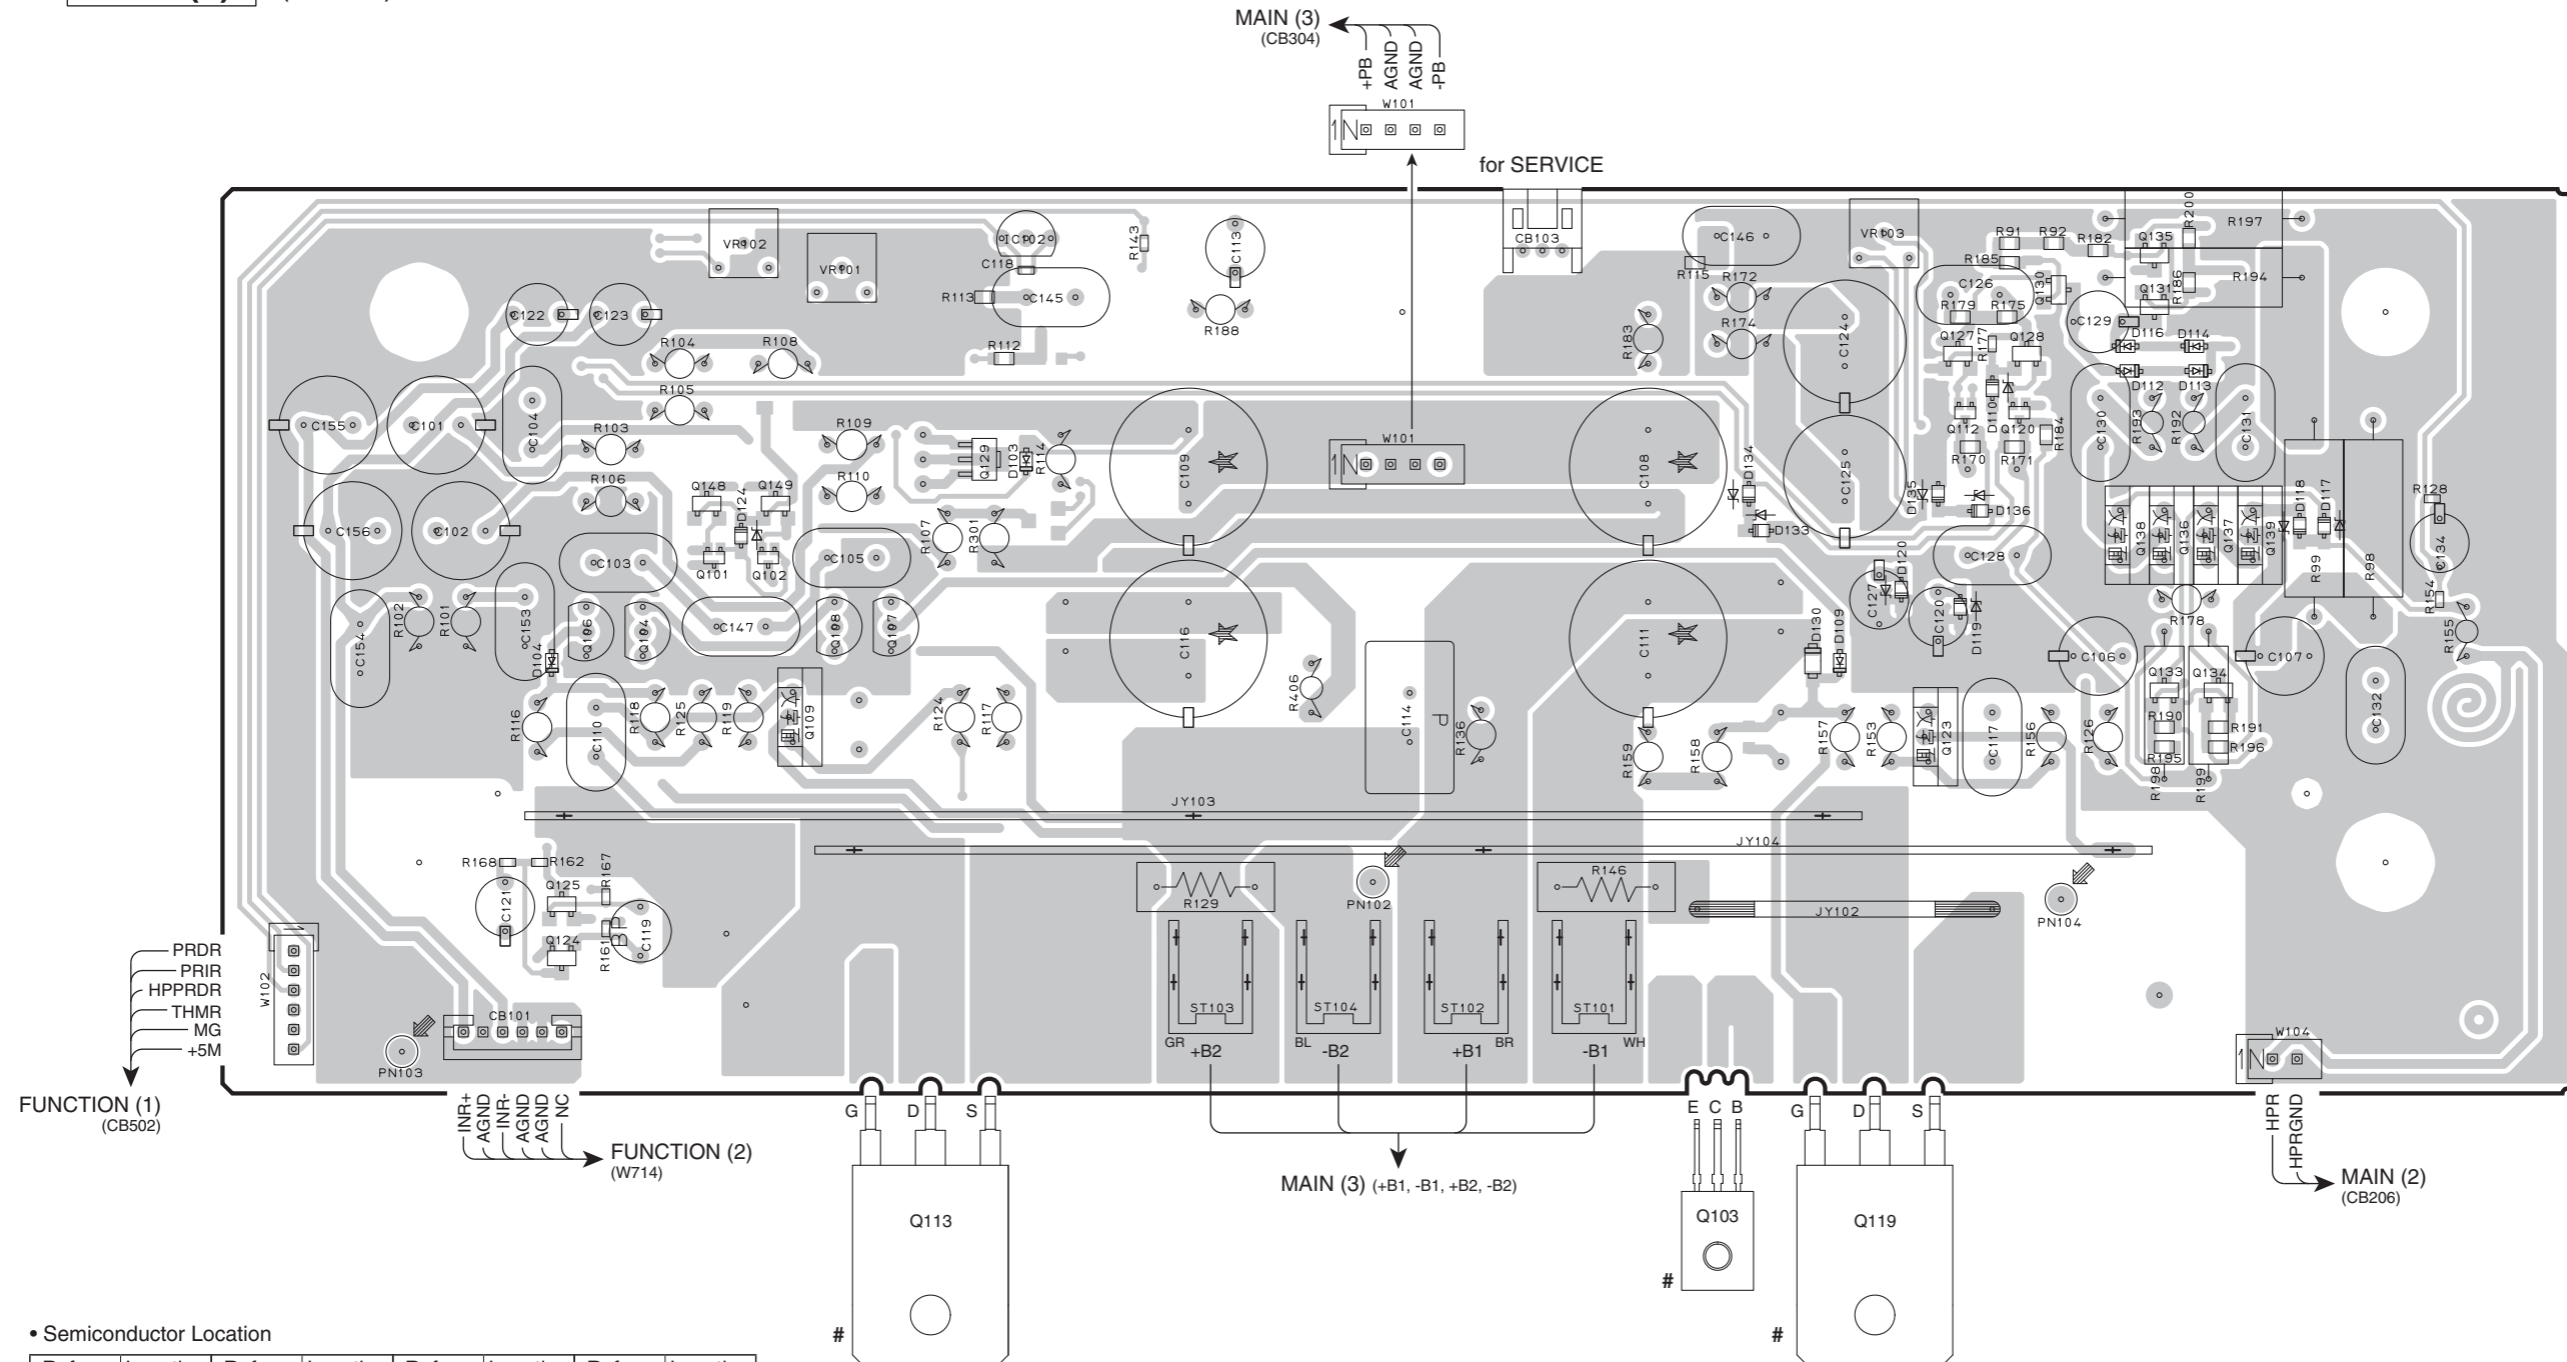 MAIN (3)
(CB304)
+PB
AGND
AGND
-PB
W101
1N
for SERVICE
CB103
VR102
VR101
IC102
C118
R113
C145
R143
C113
R188
R112
C122
C123
R104
R108
R105
C155
C101
C104
R103
R109
R106
R110
Q129
D103
R114
C109
W101
1N
C108
C146
R115
R172
R174
R183
C124
VR103
R91
R92
R182
R185
C126
Q130
R179
R175
Q127
R177
Q128
Q135
R200
R197
Q131
R186
R194
C129
D116
D114
D112
D113
D110
Q112
Q120
R184
R170
R171
C130
R193
R192
C131
D134
D133
C125
D135
D136
C156
C102
Q148
Q149
D124
Q101
Q102
C103
C105
R107
R301
C128
D120
C127
C120
D119
Q138
Q136
Q137
Q139
D118
D117
R99
R98
R128
C134
R154
R155
R178
C154
R102
R101
C153
D104
Q106
Q104
C147
Q108
Q107
C116
C111
D130
D109
C106
Q133
Q134
C107
C132
R190
R191
R195
R196
R198
R199
R116
C110
R118
R125
R119
Q109
R124
R117
R406
C114
P
R136
R159
R158
R157
R153
Q123
C117
R156
R126
JY103
JY104
R168
R162
R167
Q125
C121
Q124
R161
BP
C119
R129
PN102
R146
JY102
PN104
W102
PRDR
PRIR
HPPRDR
THMR
MG
+5M
FUNCTION (1)
(CB502)
PN103
CB101
INR+
AGND
INR-
AGND
AGND
NC
FUNCTION (2)
(W714)
ST103
ST104
ST102
ST101
GR
+B2
BL
-B2
+B1
BR
-B1
WH
MAIN (3) (+B1, -B1, +B2, -B2)
G
D
S
Q113
#
E
C
B
Q103
#
G
D
S
Q119
#
W104
1N
HPR
HPRGND
MAIN (2)
(CB206)
• Semiconductor Location